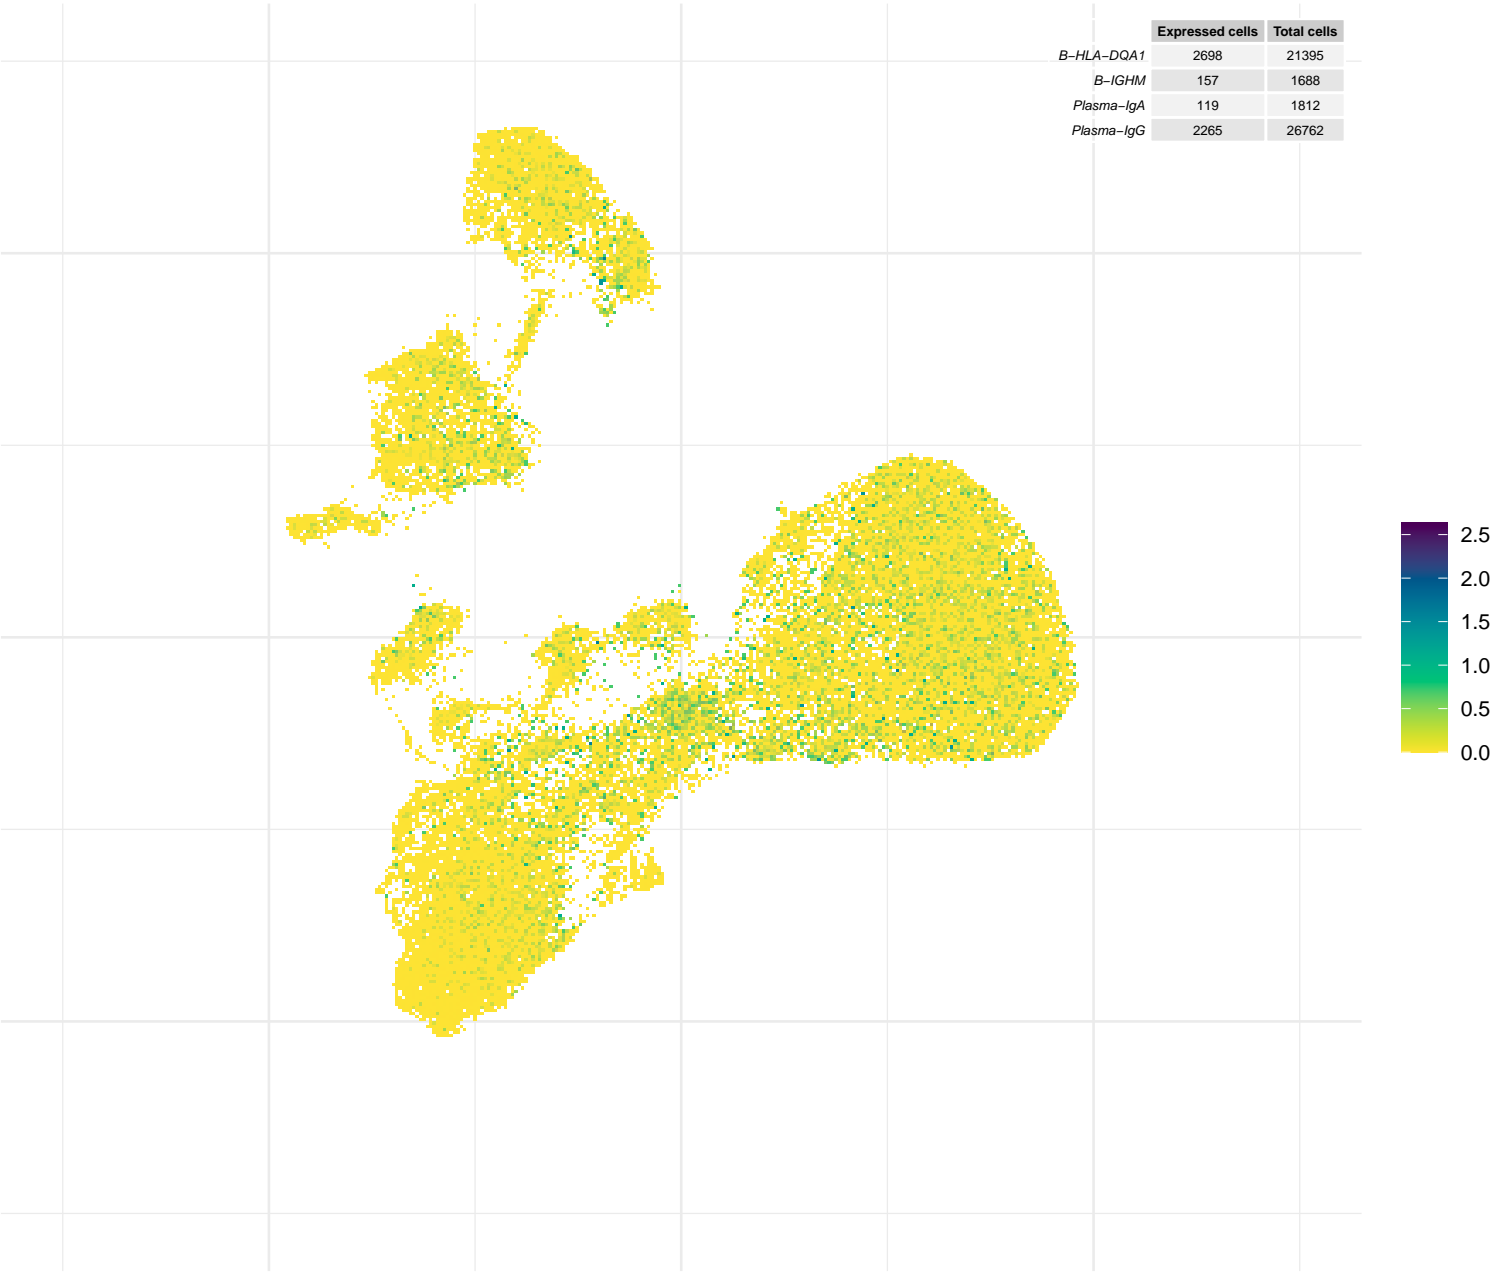 Expressed cells Total cells
B−HLA−DQA1 2698 21395
B−IGHM 157 1688
Plasma−IgA 119 1812
Plasma−IgG 2265 26762
2.5
2.0
1.5
1.0
0.5
0.0